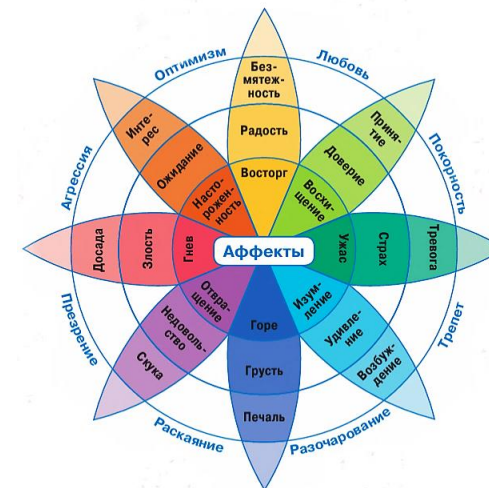 Оптимизм
Любовь
Без-
мятеж-
ность
Радость
Восторг
Инте-
рес
Ожидание
Насто-
рожен-
ность
Приня-
тие
Доверие
Восхи-
щение
Агрессия
Покорность
Досада
Злость
Гнев
Аффекты
Ужас
Страх
Тревога
Презрение
Трепет
Отвра-
щение
Недоволь-
ство
Скука
Горе
Грусть
Печаль
Изум-
ление
Удивле-
ние
Возбуж-
дение
Раскаяние
Разочарование